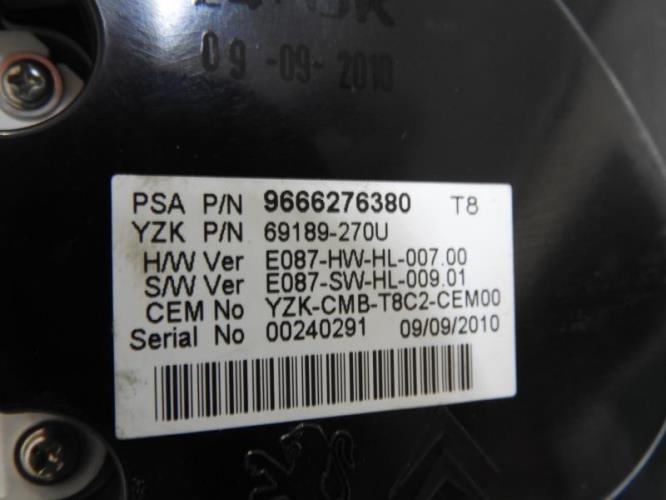 09-09-2010
PSA P/N 9666276380 T8
YZK P/N 69189-270U
H/W Ver E087-HW-HL-007.00
S/W Ver E087-SW-HL-009.01
CEM No YZK-CMB-T8C2-CEM00
Serial No 00240291 09/09/2010